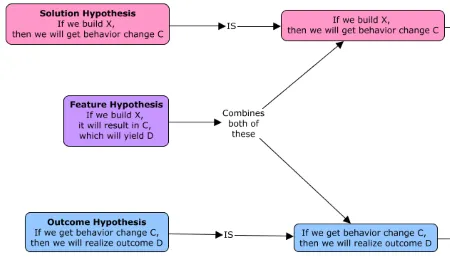 Solution Hypothesis
If we build X,
then we will get behavior change C
IS
If we build X,
then we will get behavior change C
Feature Hypothesis
If we build X,
it will result in C,
which will yield D
Combines
both of
these
Outcome Hypothesis
If we get behavior change C,
then we will realize outcome D
IS
If we get behavior change C,
then we will realize outcome D